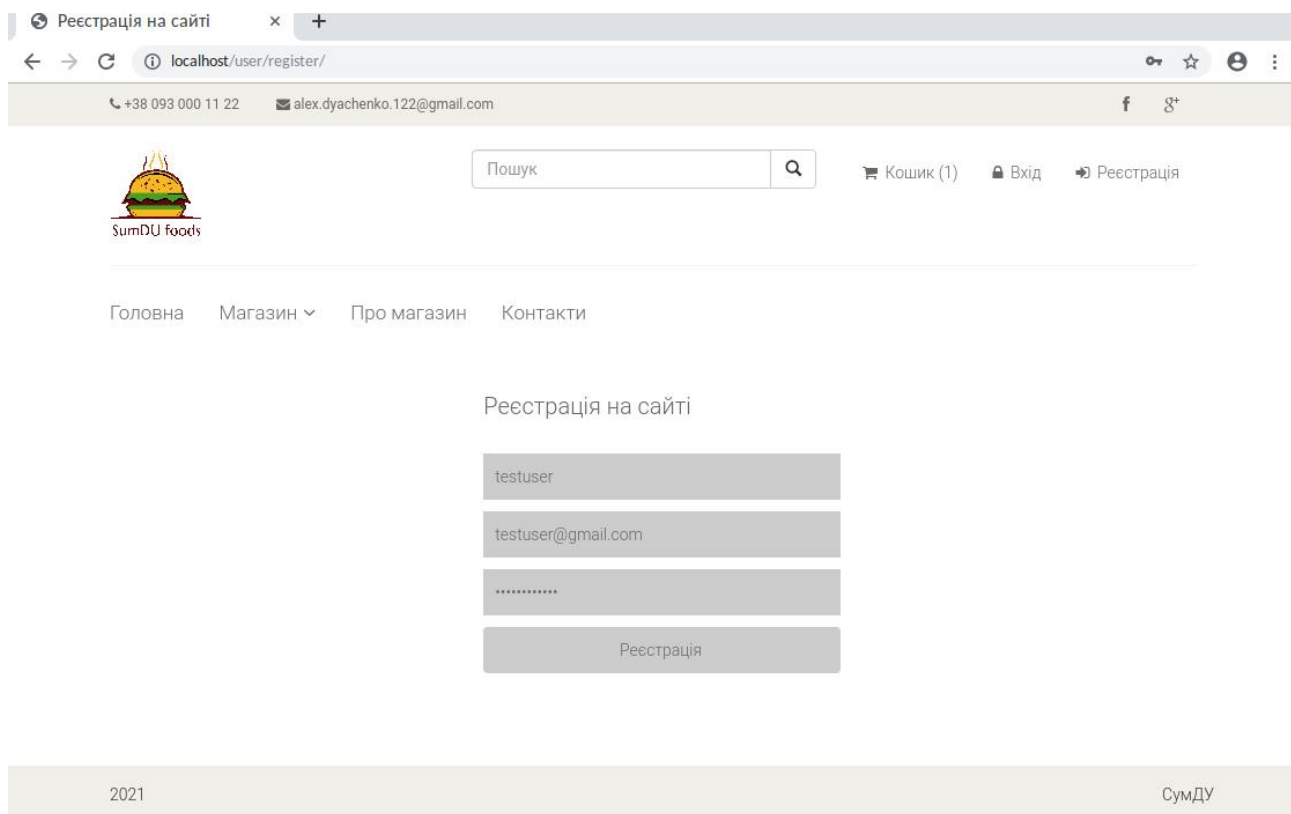 Реєстрація на сайті
localhost/user/register/
+38 093 000 11 22 alex.dyachenko.122@gmail.com f g+
Пошук Кошик (1) Вхід Реєстрація
SumDU foods
Головна Магазин Про магазин Контакти
Реєстрація на сайті
testuser
testuser@gmail.com
••••••••••••
Реєстрація
2021 СумДУ